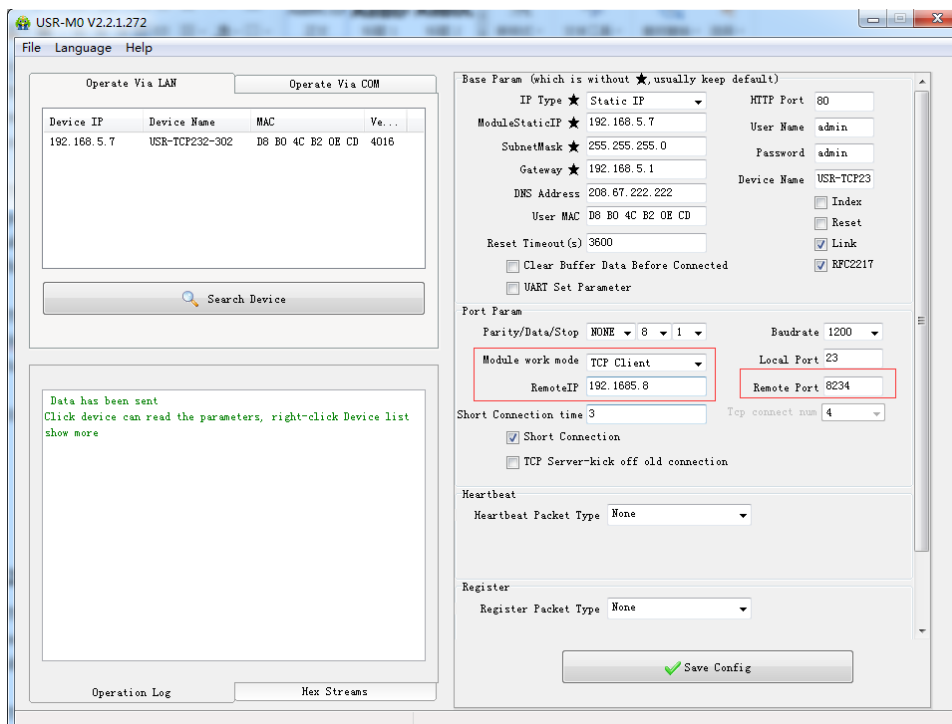 USR-M0 V2.2.1.272
File Language Help
Operate Via LAN
Operate Via COM
Device IP Device Name MAC Ve...
192.168.5.7 USR-TCP232-302 D8 B0 4C B2 0E CD 4016
Search Device
Data has been sent
Click device can read the parameters, right-click Device list
show more
Operation Log
Hex Streams
Base Param (which is without ★,usually keep default)
IP Type ★ Static IP
HTTP Port 80
ModuleStaticIP ★ 192.168.5.7
User Name admin
SubnetMask ★ 255.255.255.0
Password admin
Gateway ★ 192.168.5.1
Device Name USR-TCP23
DNS Address 208.67.222.222
Index
User MAC D8 B0 4C B2 0E CD
Reset
Reset Timeout(s) 3600
Link
Clear Buffer Data Before Connected
RFC2217
UART Set Parameter
Port Param
Parity/Data/Stop NONE 8 1
Baudrate 1200
Module work mode TCP Client
Local Port 23
RemoteIP 192.1685.8
Remote Port 8234
Short Connection time 3
Tcp connect num 4
Short Connection
TCP Server-kick off old connection
Heartbeat
Heartbeat Packet Type None
Register
Register Packet Type None
Save Config